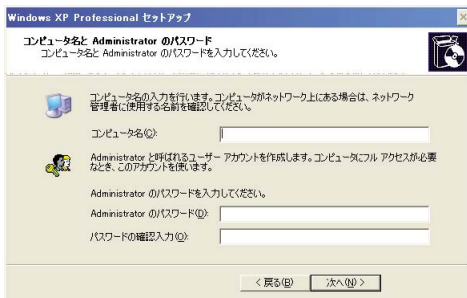 Windows XP Professional セットアップ
コンピュータ名と Administrator のパスワード
コンピュータ名と Administrator のパスワードを入力してください。
コンピュータ名の入力を行います。コンピュータがネットワーク上にある場合は、ネットワーク
管理者に使用する名前を確認してください。
コンピュータ名(C):
Administrator と呼ばれるユーザー アカウントを作成します。コンピュータにフル アクセスが必要
なとき、このアカウントを使います。
Administrator のパスワードを入力してください。
Administrator のパスワード(D):
パスワードの確認入力(O):
< 戻る(B)
次へ(N) >